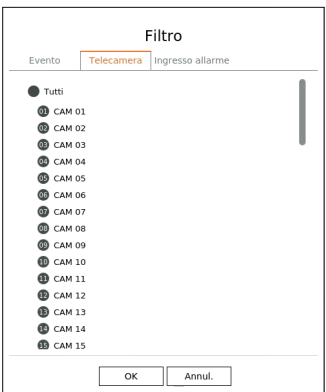 Filtro
Evento Telecamera Ingresso allarme
Tutti
01 CAM 01
02 CAM 02
03 CAM 03
04 CAM 04
05 CAM 05
06 CAM 06
07 CAM 07
08 CAM 08
09 CAM 09
10 CAM 10
11 CAM 11
12 CAM 12
13 CAM 13
14 CAM 14
15 CAM 15
OK Annul.